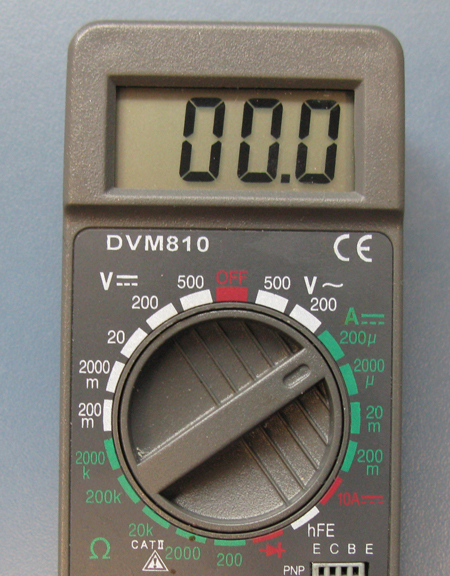 00.0
DVM810 CE
V⎓ 500 OFF 500 V~
200 200
A⎓
20 200µ
2000
m
2000
µ
200
m
20
m
2000
k
200
m
200k 10A⎓
20k hFE
Ω CAT II 2000 200
E C B E
PNP